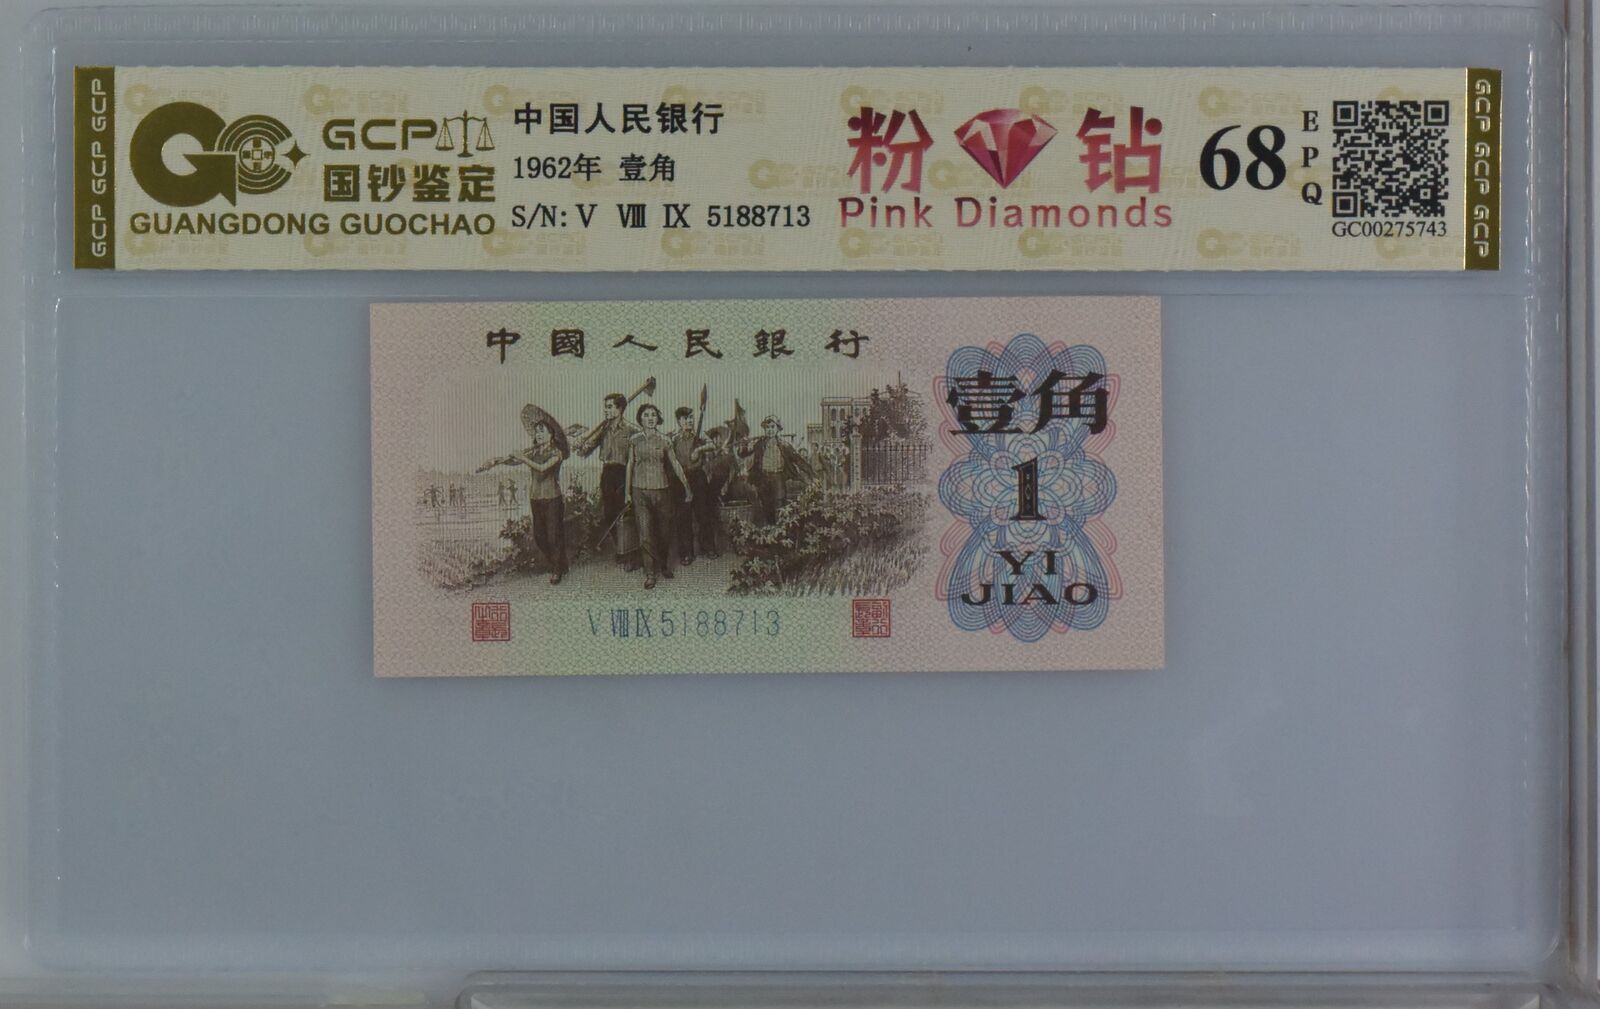 GCP GCP GCP
GCP
国钞鉴定
GUANGDONG GUOCHAO
中国人民银行
1962年 壹角
S/N: V Ⅷ Ⅸ 5188713
粉 钻
Pink Diamonds
68
EPQ
GC00275743
GCP GCP GCP
中國人民銀行
壹角
1
YI
JIAO
V Ⅷ Ⅸ 5188713